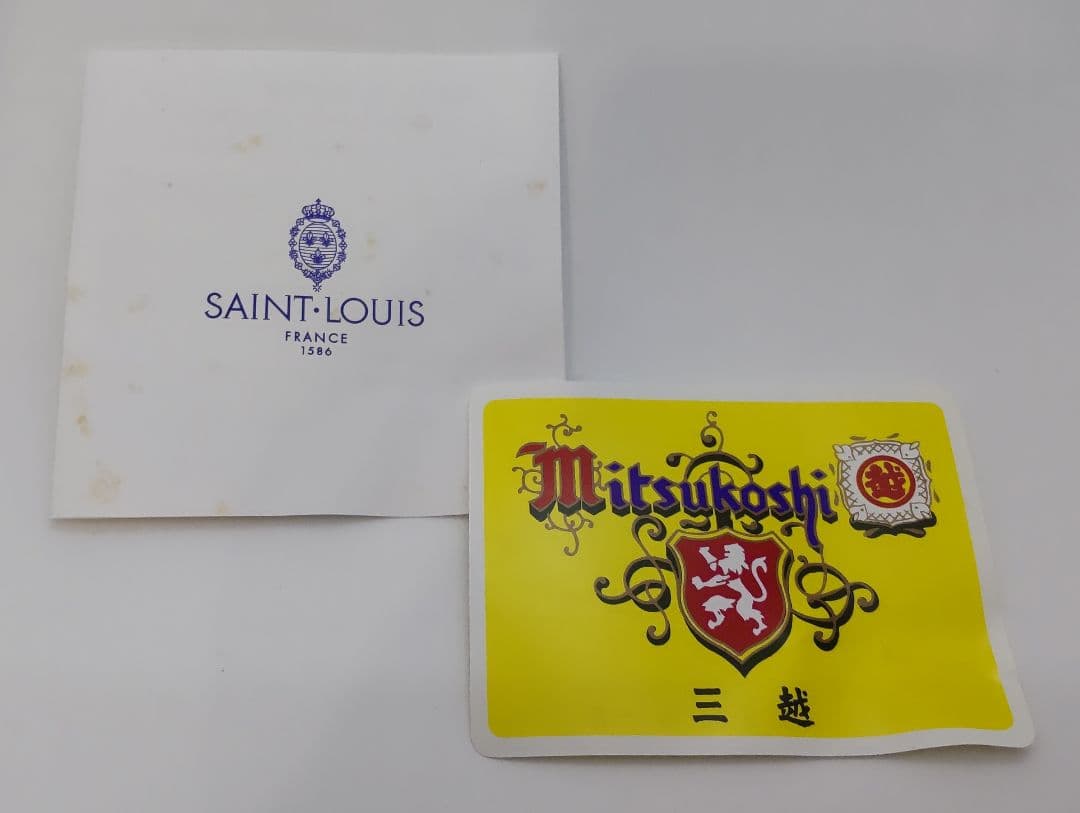 SAINT·LOUIS
FRANCE
1586
Mitsukoshi
越
三越